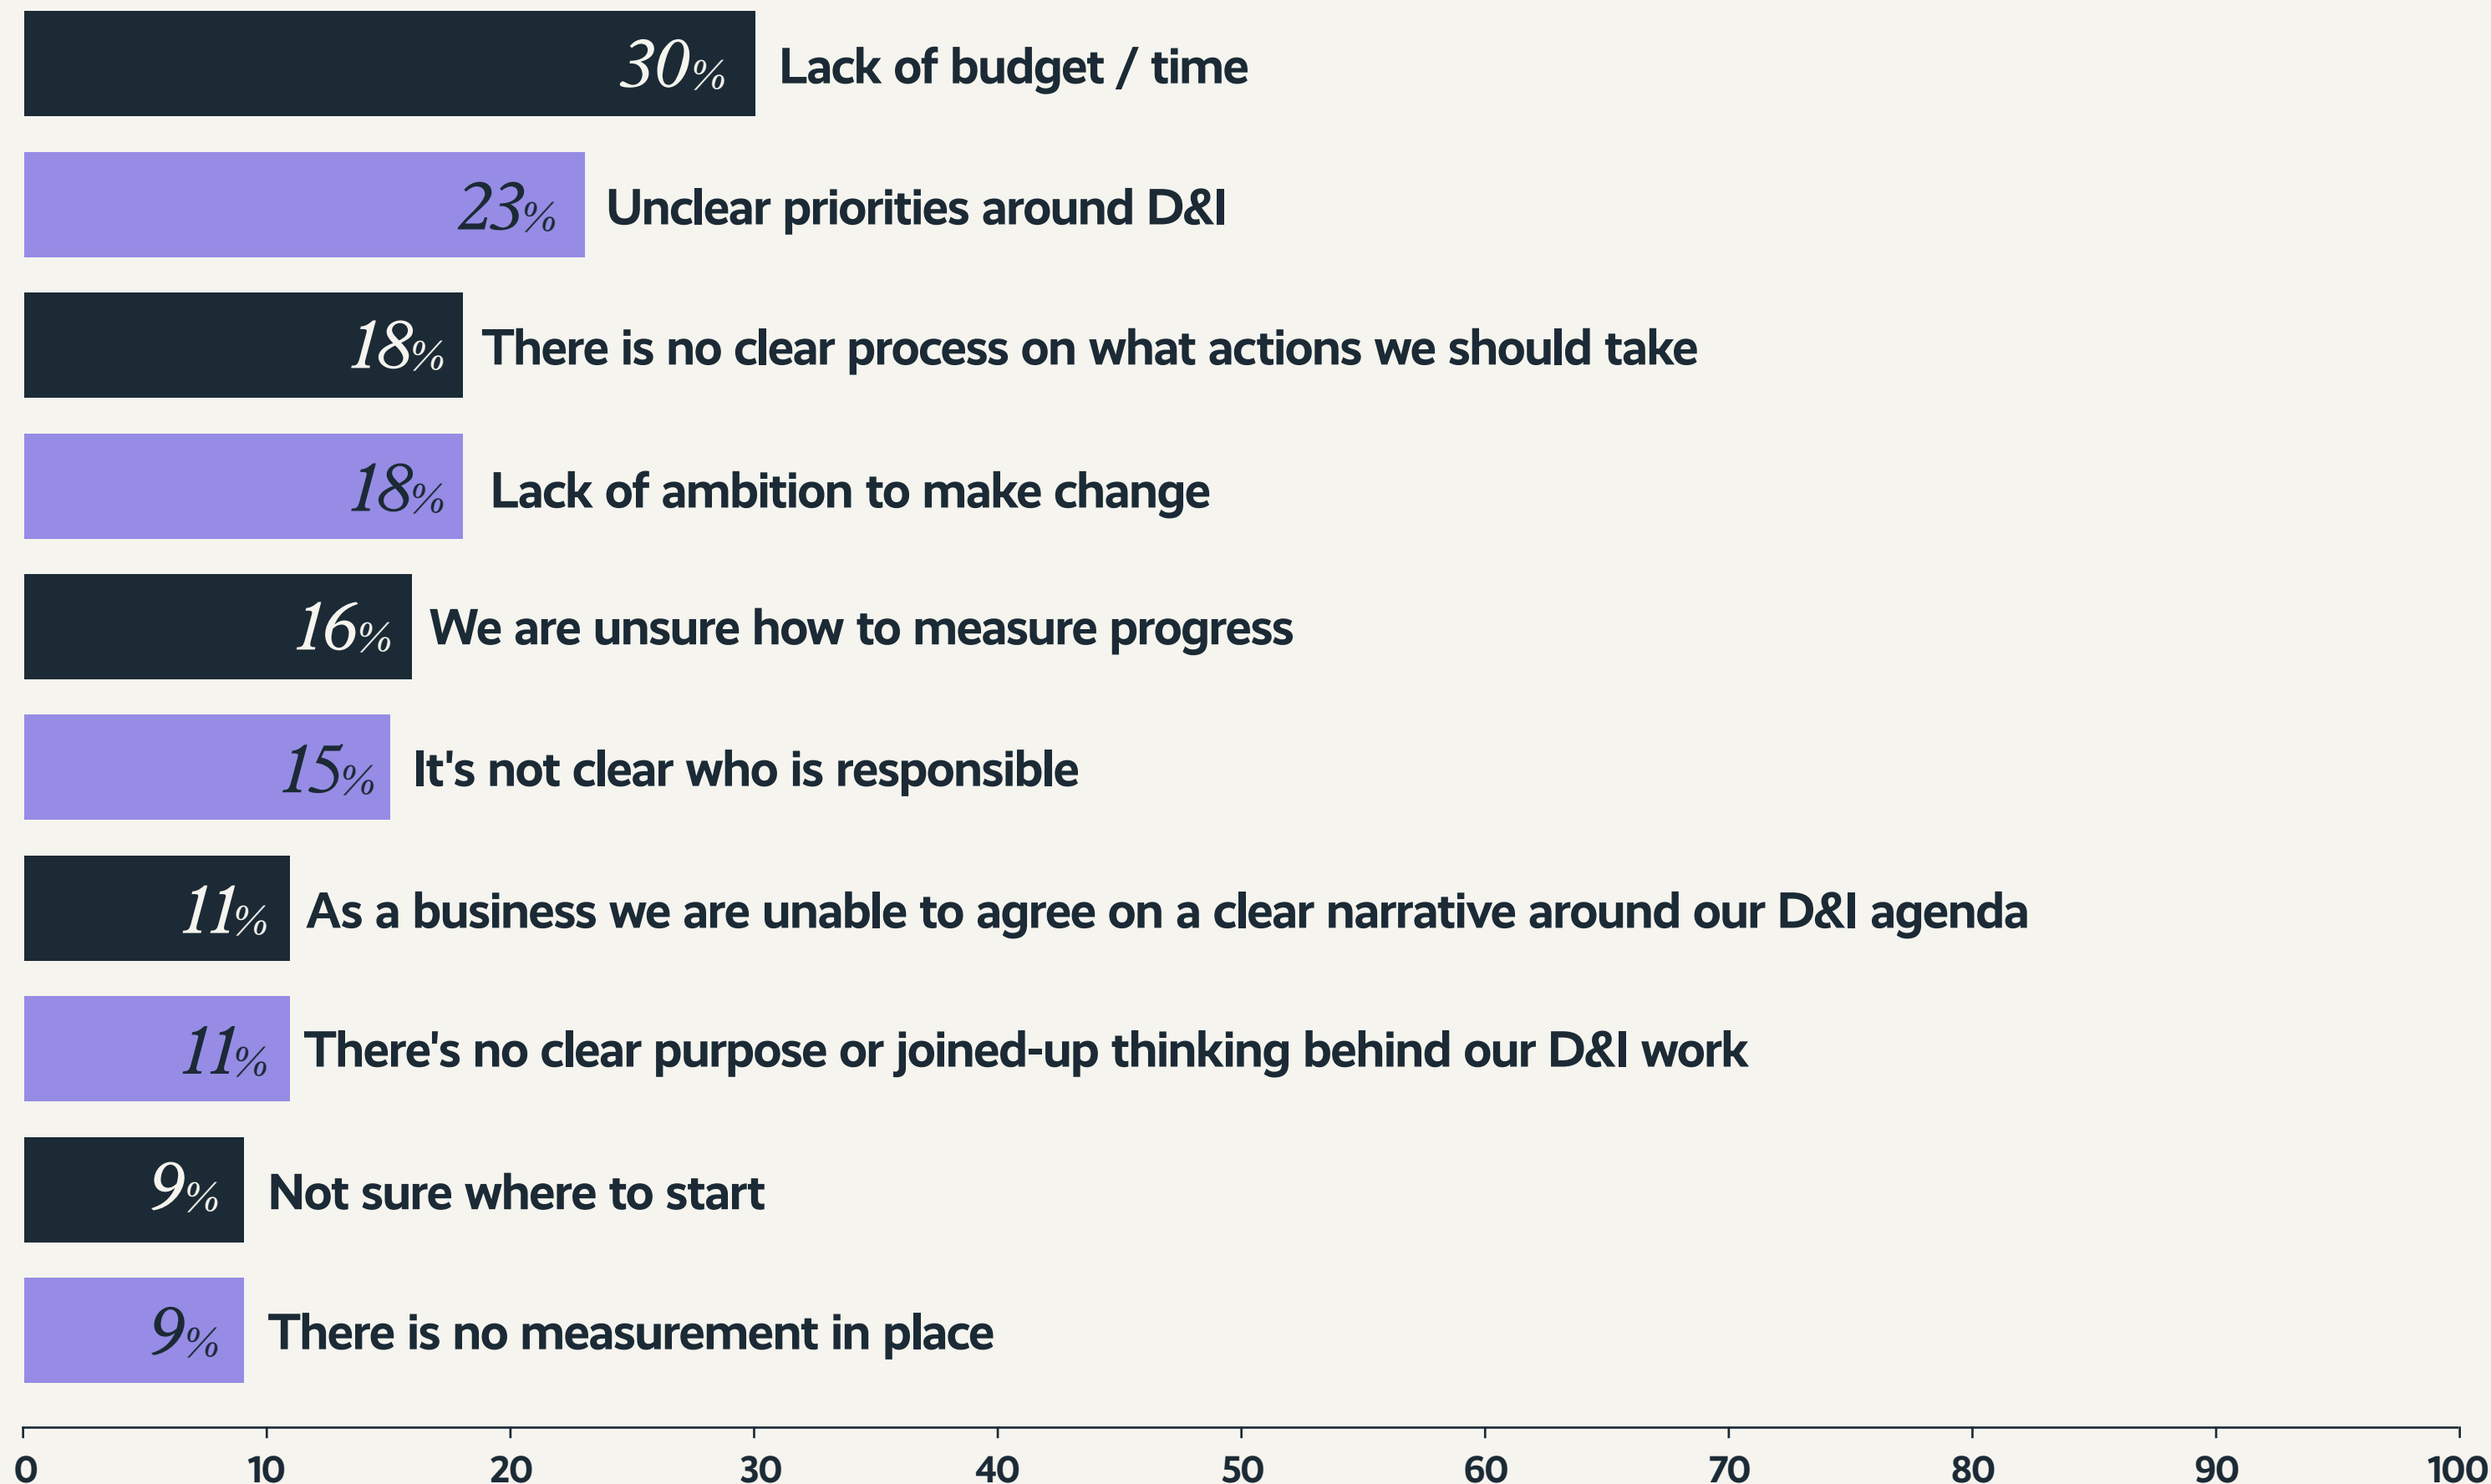 30% Lack of budget / time
23% Unclear priorities around D&I
18% There is no clear process on what actions we should take
18% Lack of ambition to make change
16% We are unsure how to measure progress
15% It's not clear who is responsible
11% As a business we are unable to agree on a clear narrative around our D&I agenda
11% There's no clear purpose or joined-up thinking behind our D&I work
9% Not sure where to start
9% There is no measurement in place
0 10 20 30 40 50 60 70 80 90 100